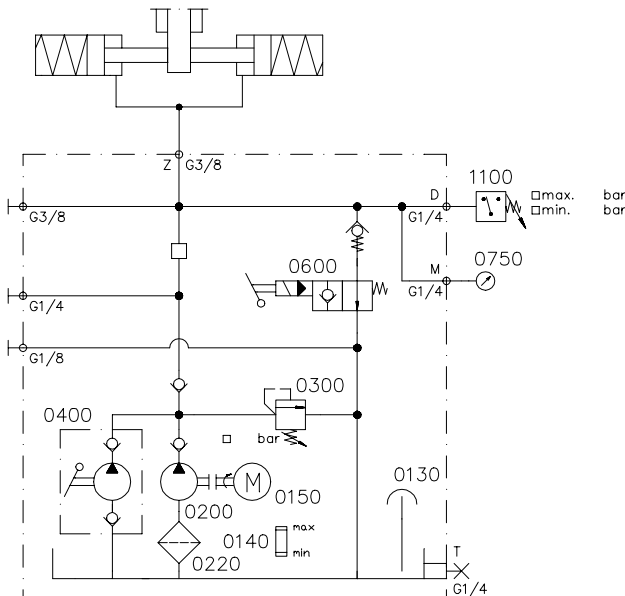 Z G3/8
1100
D
G3/8
G1/4
□max. bar
□min. bar
0600
0750
M
G1/4
G1/4
G1/8
0300
0400
□ bar
0130
M
0150
0200
0140
max
min
0220
T
G1/4